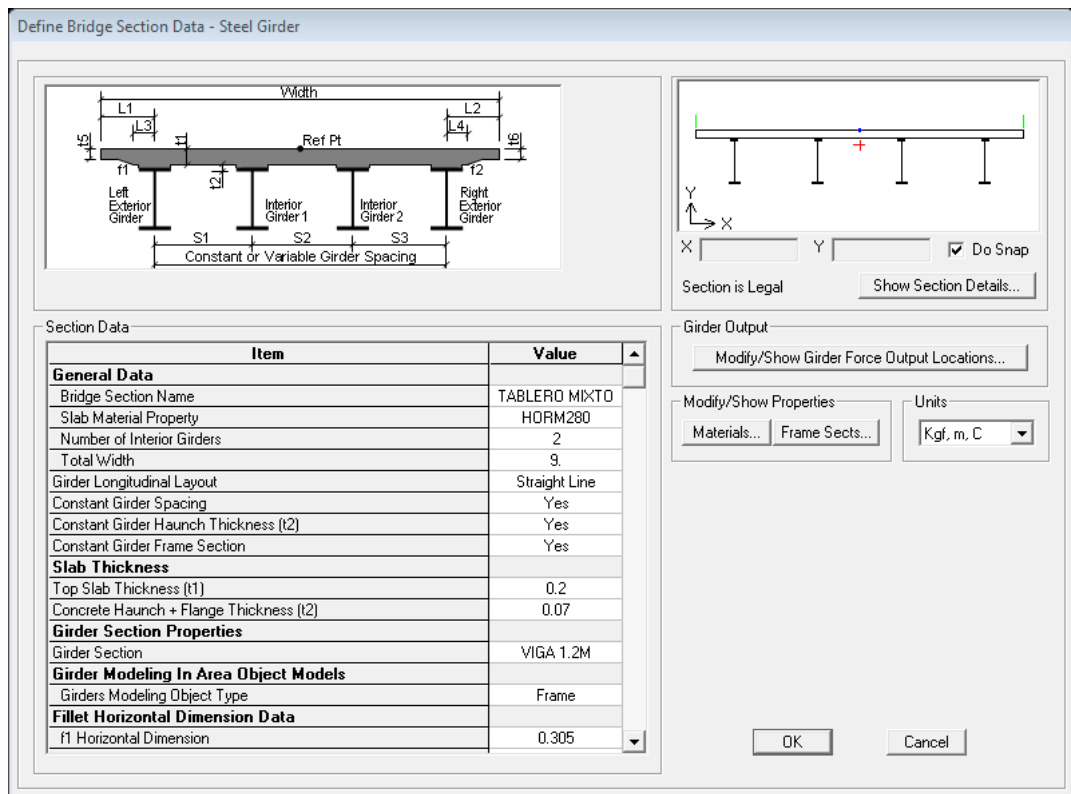 Define Bridge Section Data - Steel Girder
Width
L1
L2
L3
L4
t5
t1
Ref Pt
t6
f1
t2
f2
Left Exterior Girder
Interior Girder 1
Interior Girder 2
Right Exterior Girder
S1
S2
S3
Constant or Variable Girder Spacing
Y
X
X
Y
Do Snap
Section is Legal
Show Section Details...
Section Data
Item Value
General Data
Bridge Section Name TABLERO MIXTO
Slab Material Property HORM280
Number of Interior Girders 2
Total Width 9.
Girder Longitudinal Layout Straight Line
Constant Girder Spacing Yes
Constant Girder Haunch Thickness (t2) Yes
Constant Girder Frame Section Yes
Slab Thickness
Top Slab Thickness (t1) 0.2
Concrete Haunch + Flange Thickness (t2) 0.07
Girder Section Properties
Girder Section VIGA 1.2M
Girder Modeling In Area Object Models
Girders Modeling Object Type Frame
Fillet Horizontal Dimension Data
f1 Horizontal Dimension 0.305
Girder Output
Modify/Show Girder Force Output Locations...
Modify/Show Properties
Materials... Frame Sects...
Units
Kgf, m, C
OK
Cancel